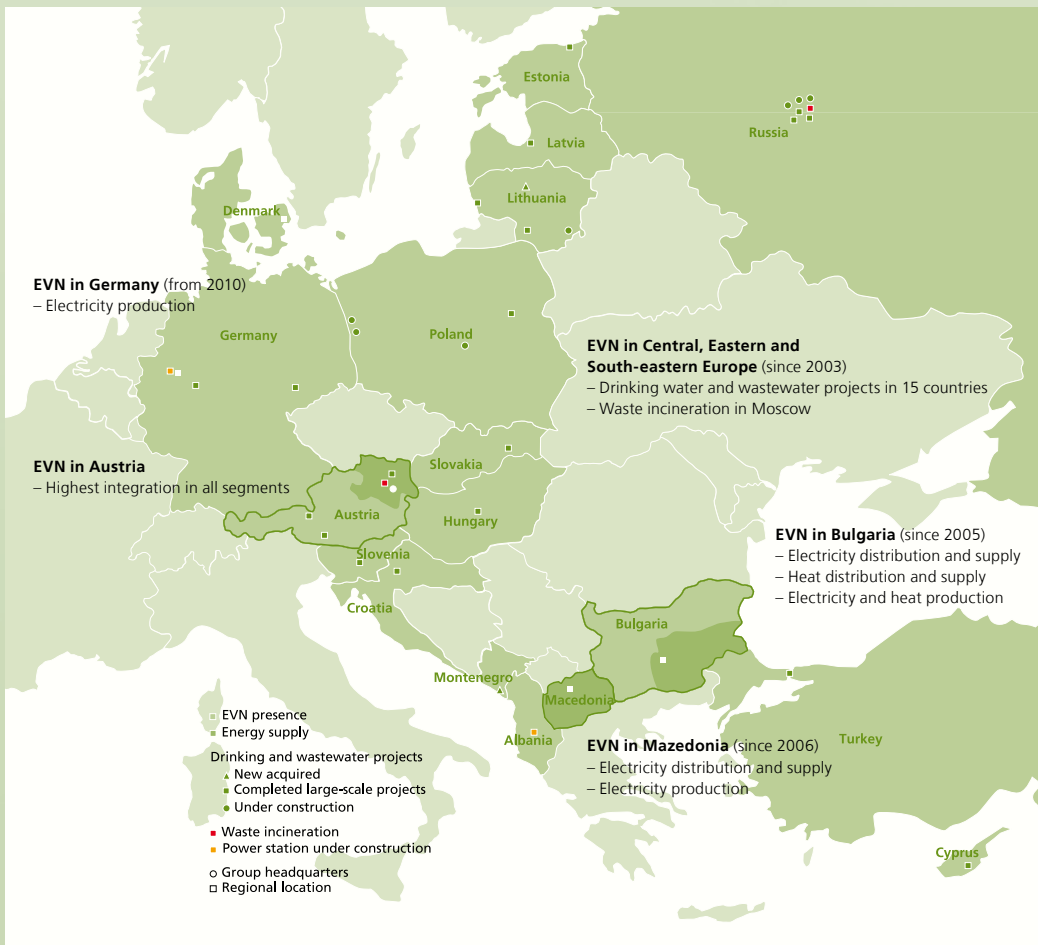 Estonia
Russia
Latvia
Lithuania
Denmark
EVN in Germany (from 2010)
– Electricity production
Germany
Poland
EVN in Central, Eastern and
South-eastern Europe (since 2003)
– Drinking water and wastewater projects in 15 countries
– Waste incineration in Moscow
EVN in Austria
– Highest integration in all segments
Slovakia
Austria
Hungary
Slovenia
Croatia
EVN in Bulgaria (since 2005)
– Electricity distribution and supply
– Heat distribution and supply
– Electricity and heat production
Bulgaria
Montenegro
Macedonia
Albania
Turkey
EVN in Mazedonia (since 2006)
– Electricity distribution and supply
– Electricity production
Cyprus
EVN presence
Energy supply
Drinking and wastewater projects
New acquired
Completed large-scale projects
Under construction
Waste incineration
Power station under construction
Group headquarters
Regional location